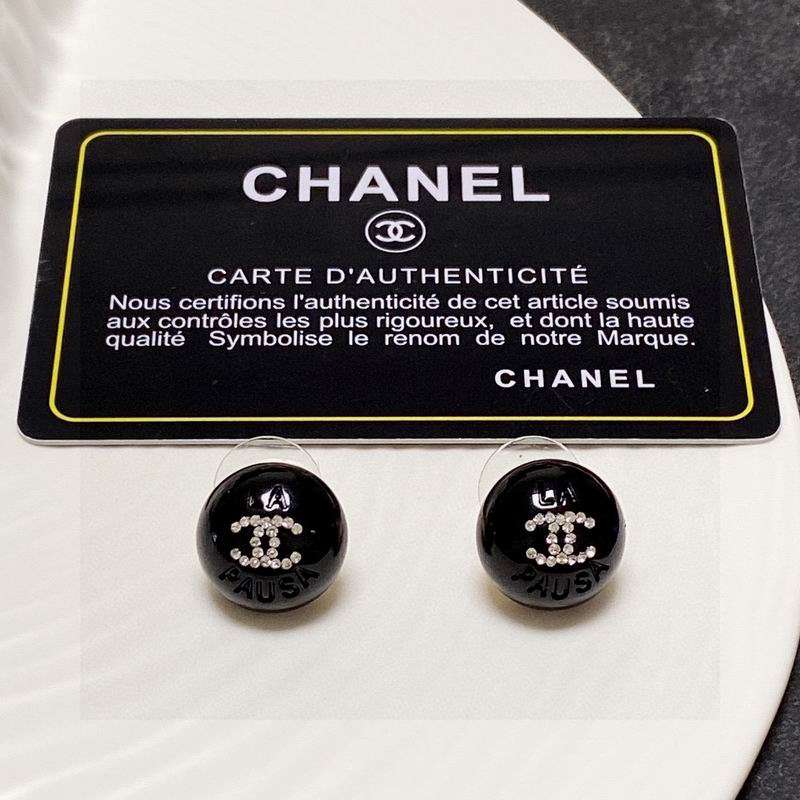 CHANEL
CARTE D'AUTHENTICITÉ
Nous certifions l'authenticité de cet article soumis
aux contrôles les plus rigoureux, et dont la haute
qualité Symbolise le renom de notre Marque.
CHANEL
LA
PAUSA
LA
PAUSA